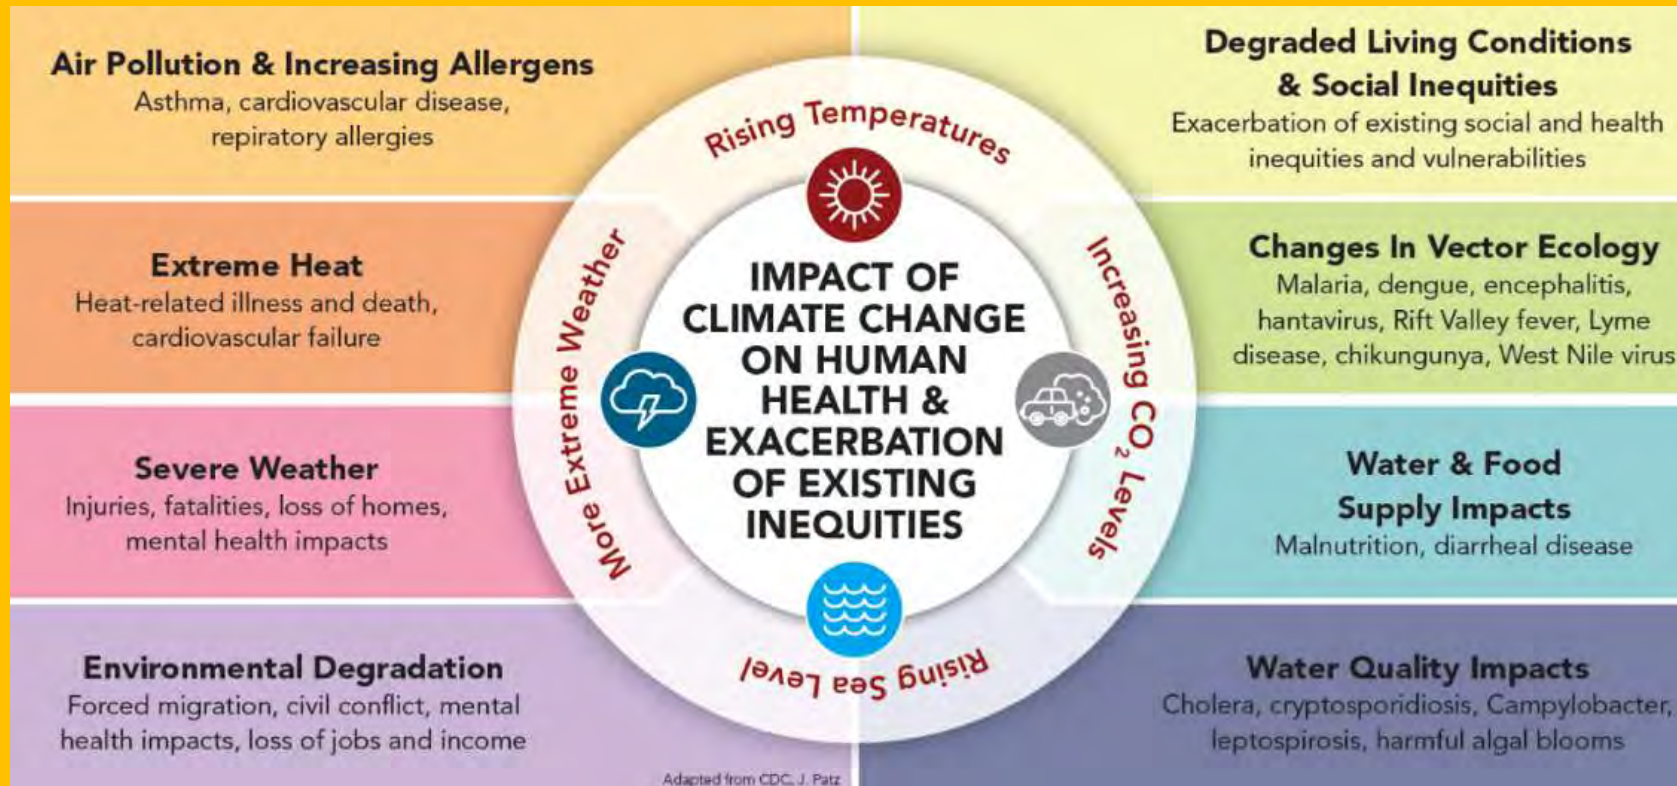 Air Pollution & Increasing Allergens
Asthma, cardiovascular disease,
repiratory allergies
Extreme Heat
Heat-related illness and death,
cardiovascular failure
Severe Weather
Injuries, fatalities, loss of homes,
mental health impacts
Environmental Degradation
Forced migration, civil conflict, mental
health impacts, loss of jobs and income
Rising Temperatures
More Extreme Weather
IMPACT OF
CLIMATE CHANGE
ON HUMAN
HEALTH &
EXACERBATION
OF EXISTING
INEQUITIES
Increasing CO₂ Levels
Rising Sea Level
Degraded Living Conditions
& Social Inequities
Exacerbation of existing social and health
inequities and vulnerabilities
Changes In Vector Ecology
Malaria, dengue, encephalitis,
hantavirus, Rift Valley fever, Lyme
disease, chikungunya, West Nile virus
Water & Food
Supply Impacts
Malnutrition, diarrheal disease
Water Quality Impacts
Cholera, cryptosporidiosis, Campylobacter,
leptospirosis, harmful algal blooms
Adapted from CDC, J. Patz